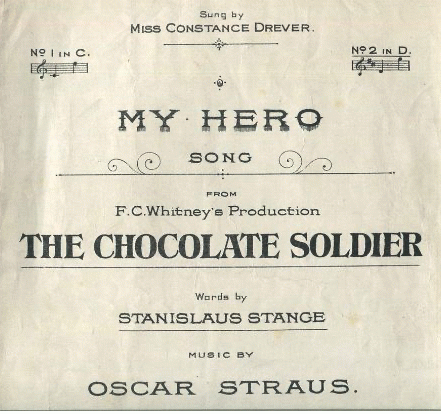 Sung by
MISS CONSTANCE DREVER.
Nº 1 IN C.
Nº 2 IN D.
MY HERO
SONG
FROM
F.C. Whitney's Production
THE CHOCOLATE SOLDIER
Words by
STANISLAUS STANGE
MUSIC BY
OSCAR STRAUS.